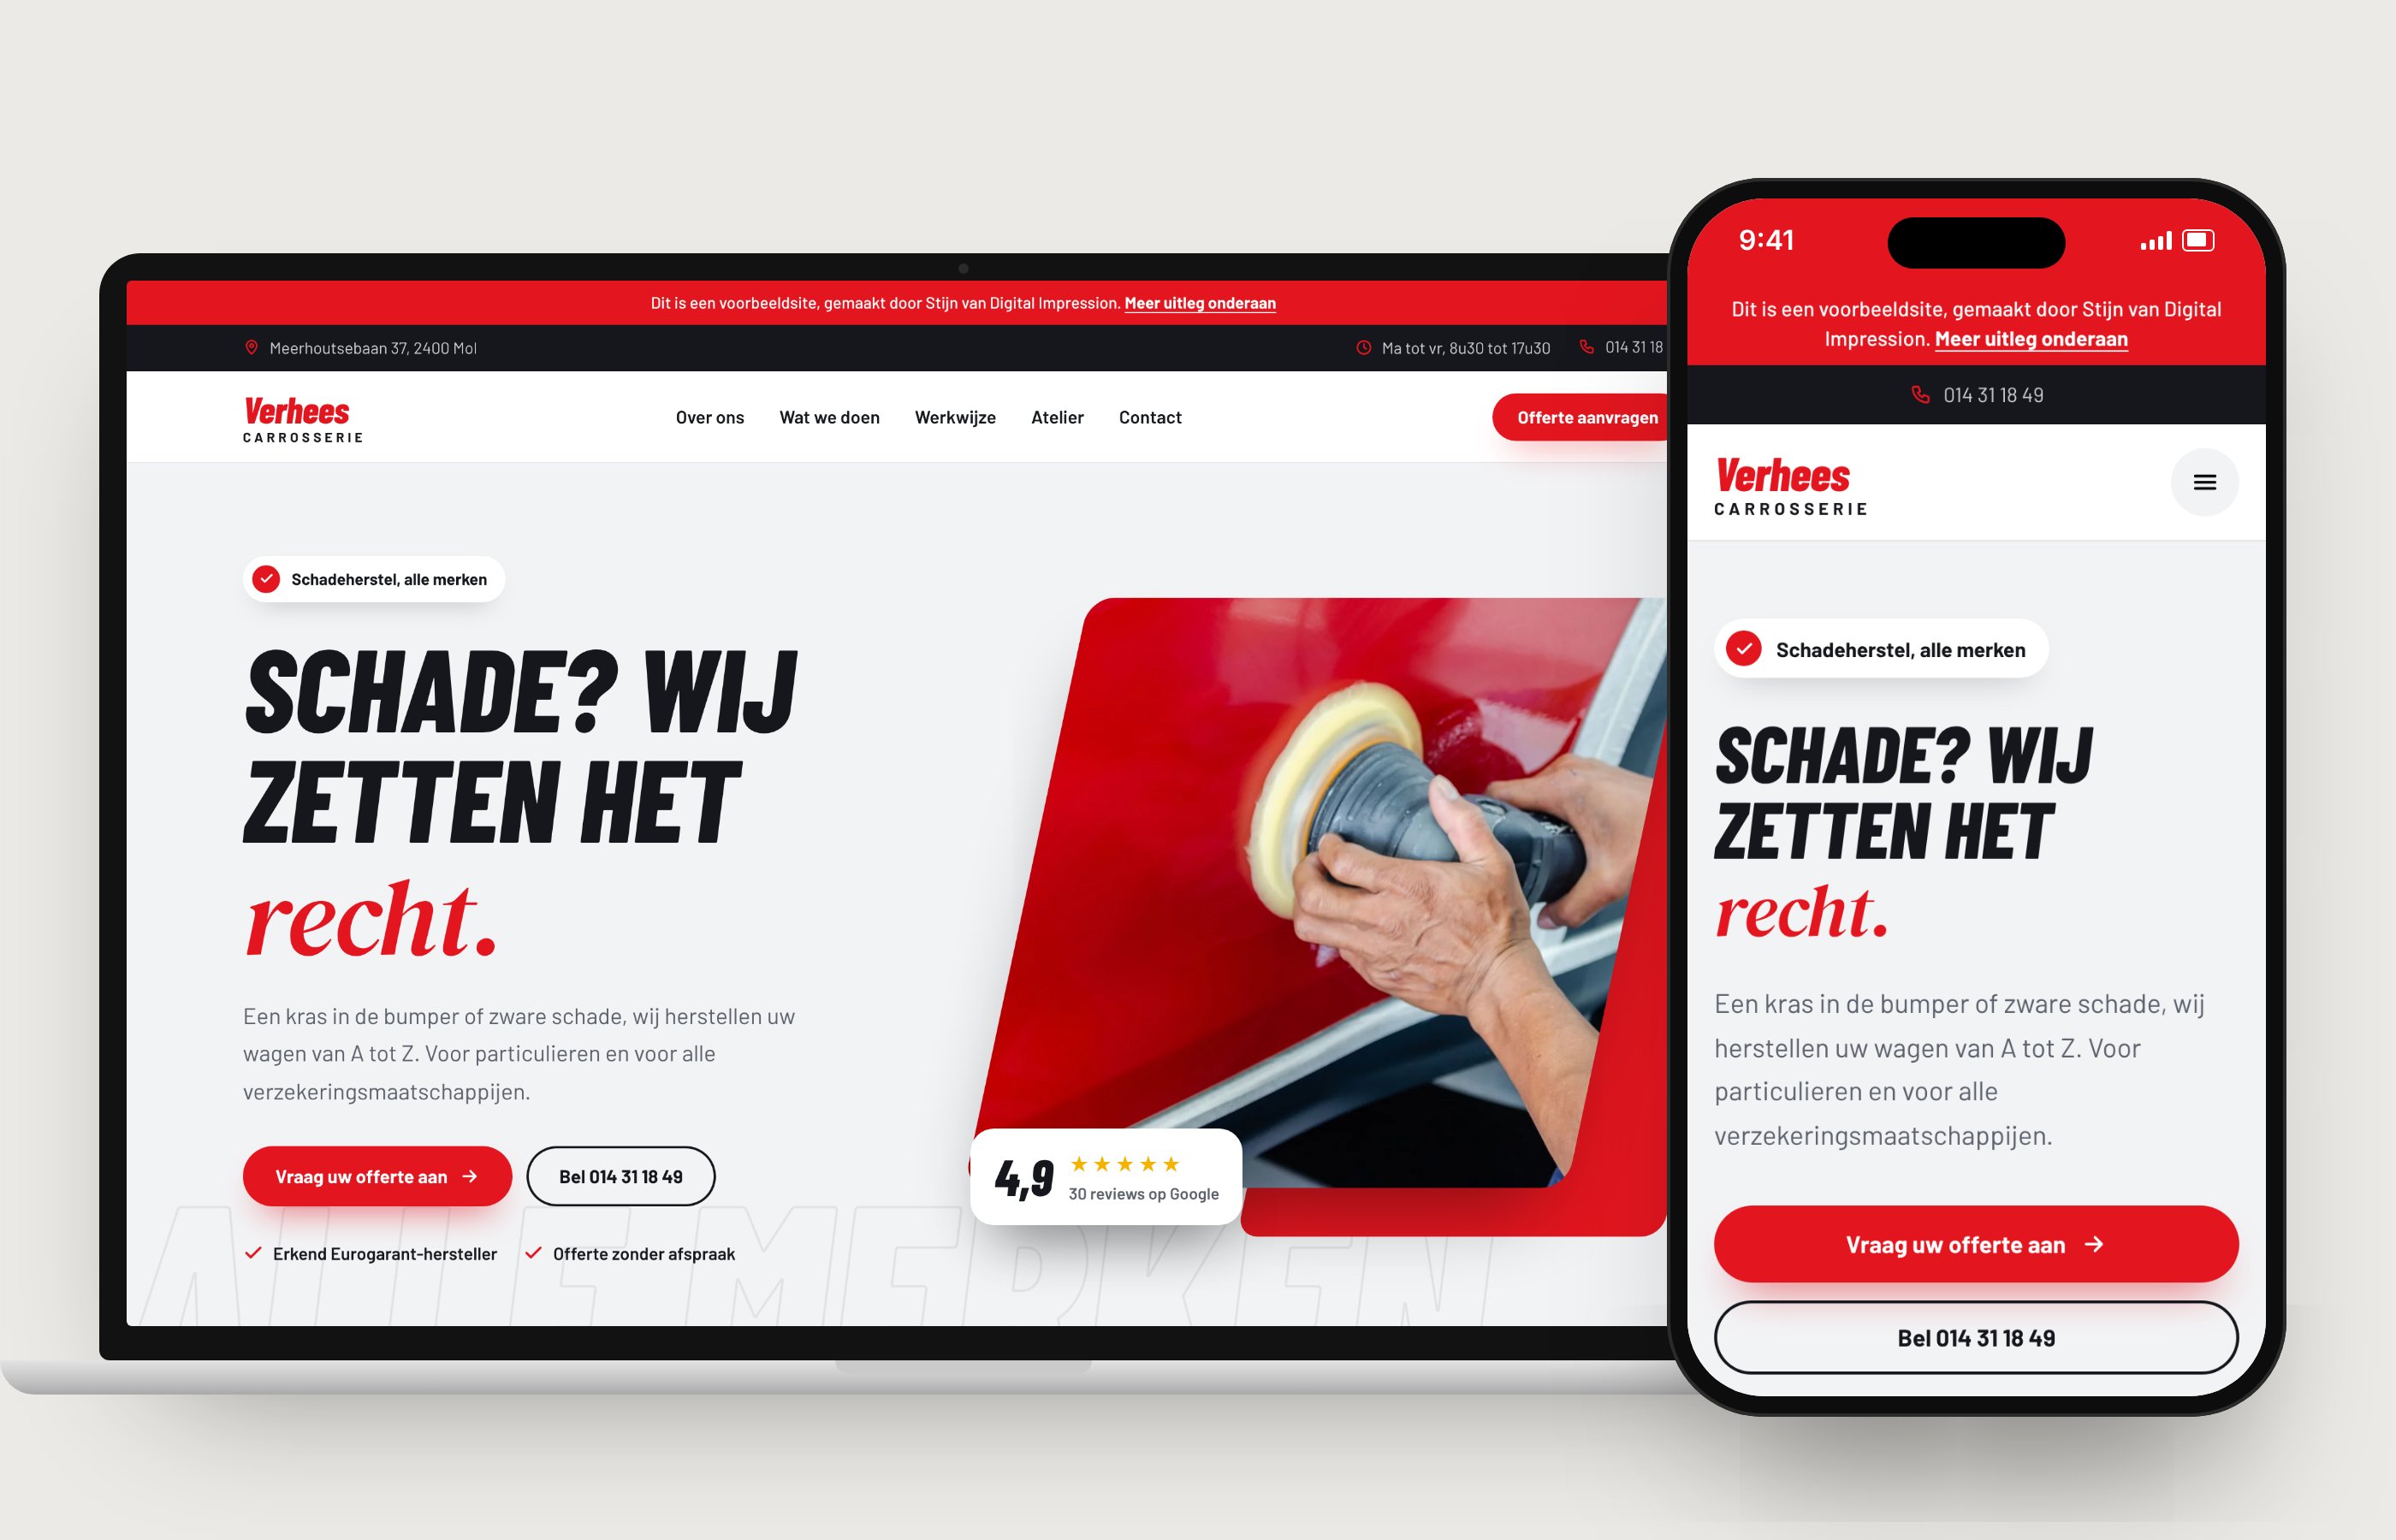 Dit is een voorbeeldsite, gemaakt door Stijn van Digital Impression. Meer uitleg onderaan
Meerhoutsebaan 37, 2400 Mol
Ma tot vr, 8u30 tot 17u30
014 31 18
Verhees
CARROSSERIE
Over ons
Wat we doen
Werkwijze
Atelier
Contact
Offerte aanvragen
Schadeherstel, alle merken
SCHADE? WIJ
ZETTEN HET
recht.
Een kras in de bumper of zware schade, wij herstellen uw
wagen van A tot Z. Voor particulieren en voor alle
verzekeringsmaatschappijen.
Vraag uw offerte aan
Bel 014 31 18 49
Erkend Eurogarant-hersteller
Offerte zonder afspraak
4,9
30 reviews op Google
ALLE MERKEN
9:41
Dit is een voorbeeldsite, gemaakt door Stijn van Digital
Impression. Meer uitleg onderaan
014 31 18 49
Verhees
CARROSSERIE
Schadeherstel, alle merken
SCHADE? WIJ
ZETTEN HET
recht.
Een kras in de bumper of zware schade, wij
herstellen uw wagen van A tot Z. Voor
particulieren en voor alle
verzekeringsmaatschappijen.
Vraag uw offerte aan
Bel 014 31 18 49